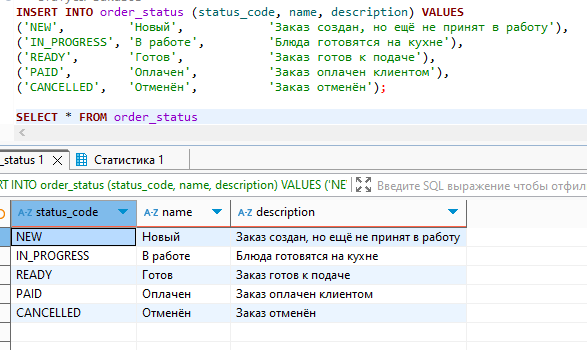 INSERT INTO order_status (status_code, name, description) VALUES
('NEW', 'Новый', 'Заказ создан, но ещё не принят в работу'),
('IN_PROGRESS', 'В работе', 'Блюда готовятся на кухне'),
('READY', 'Готов', 'Заказ готов к подаче'),
('PAID', 'Оплачен', 'Заказ оплачен клиентом'),
('CANCELLED', 'Отменён', 'Заказ отменён');
SELECT * FROM order_status
_status 1 Статистика 1
INTO order_status (status_code, name, description) VALUES ('NE Введите SQL выражение чтобы отфил
A-Z status_code A-Z name A-Z description
NEW Новый Заказ создан, но ещё не принят в работу
IN_PROGRESS В работе Блюда готовятся на кухне
READY Готов Заказ готов к подаче
PAID Оплачен Заказ оплачен клиентом
CANCELLED Отменён Заказ отменён